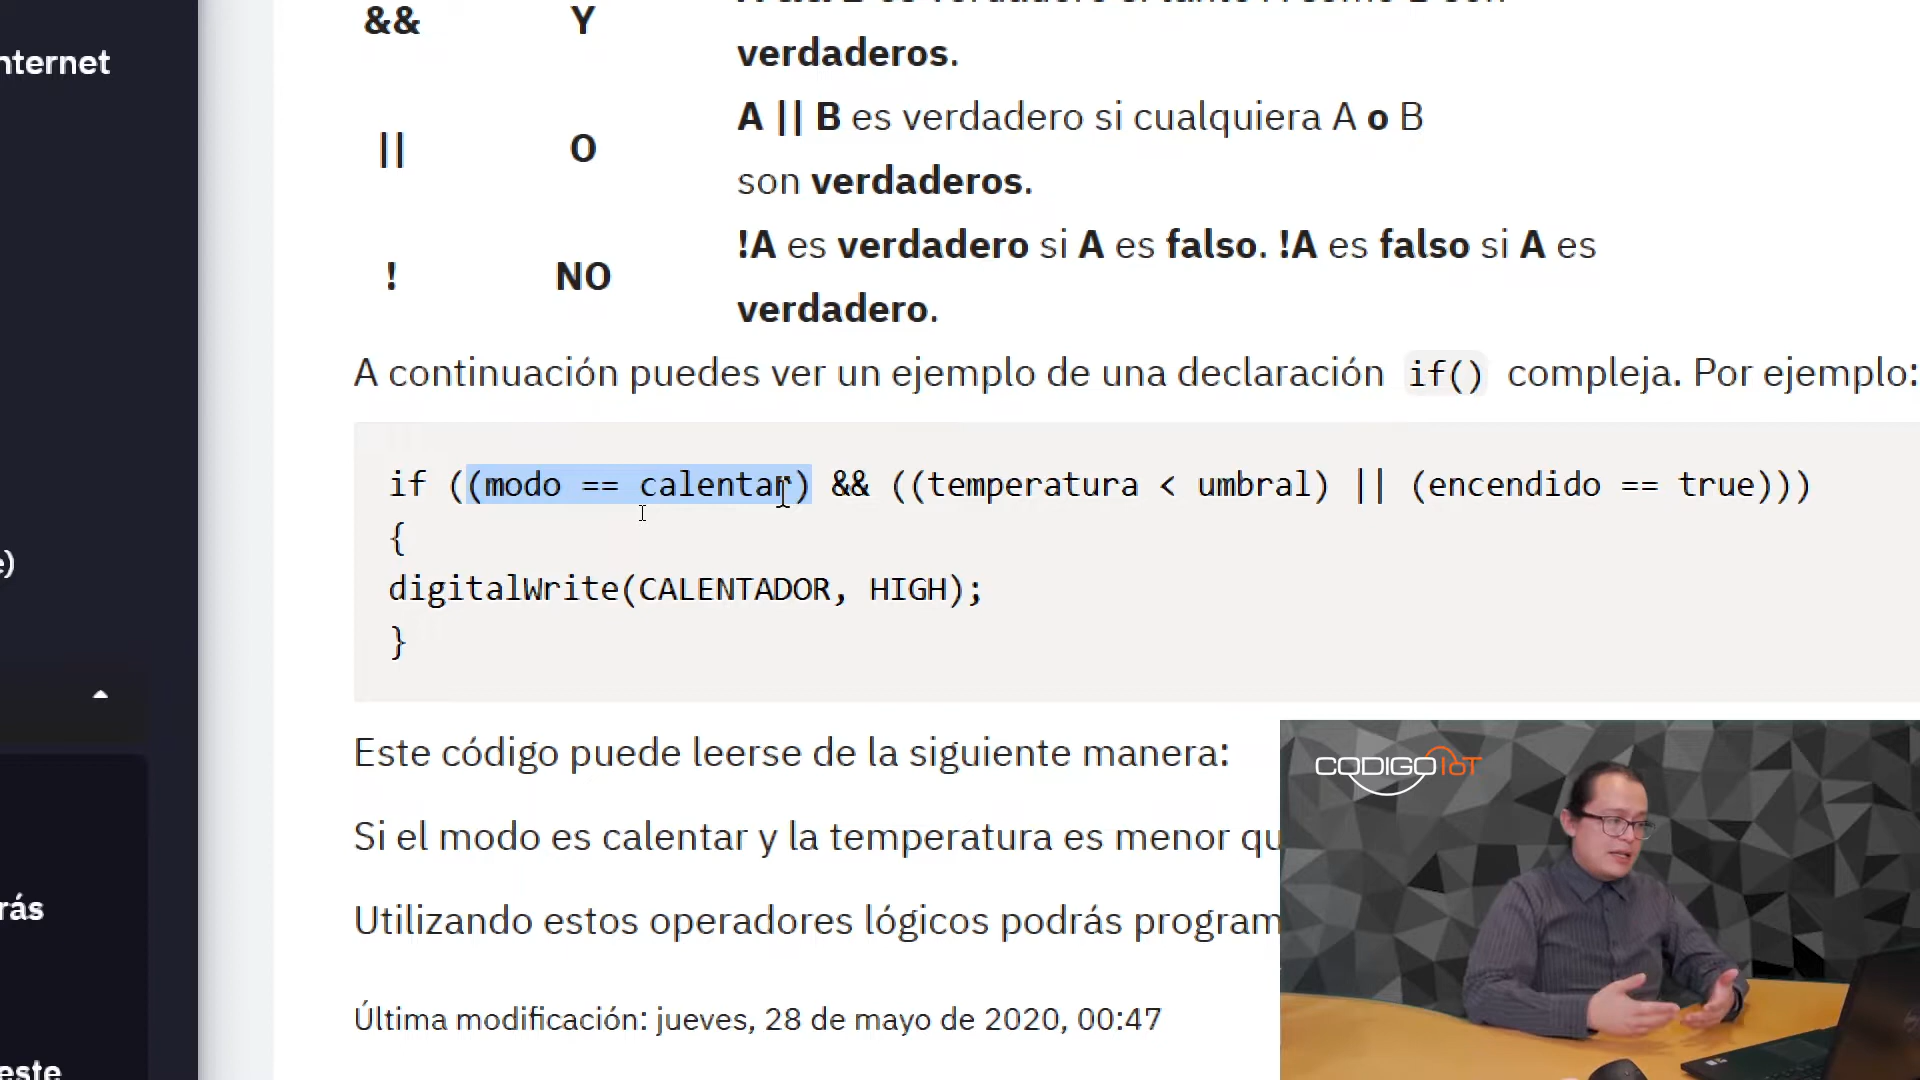 nternet
&& Y
verdaderos.
|| O
A || B es verdadero si cualquiera A o B
son verdaderos.
! NO
!A es verdadero si A es falso. !A es falso si A es
verdadero.
A continuación puedes ver un ejemplo de una declaración if() compleja. Por ejemplo:
if ((modo == calentar) && ((temperatura < umbral) || (encendido == true)))
{
digitalWrite(CALENTADOR, HIGH);
}
e)
Este código puede leerse de la siguiente manera:
Si el modo es calentar y la temperatura es menor qu
Utilizando estos operadores lógicos podrás program
Última modificación: jueves, 28 de mayo de 2020, 00:47
rás
este
CODIGO IoT